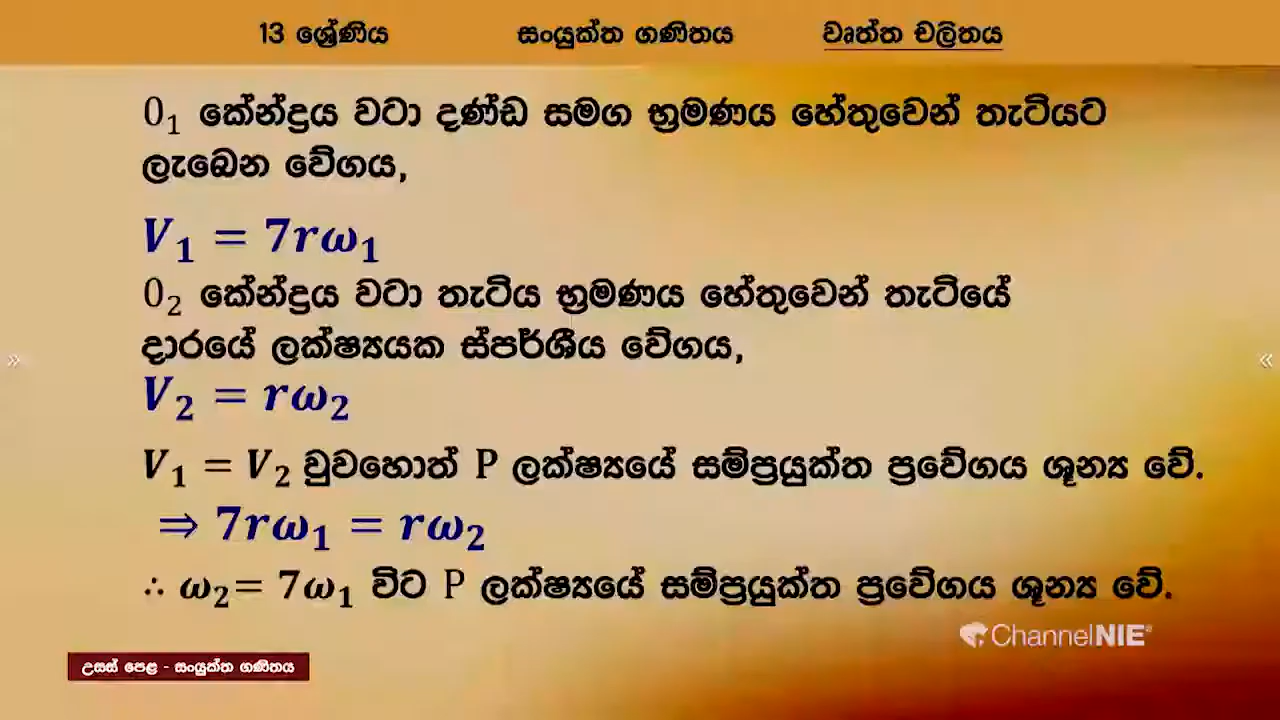 13 ශ්‍රේණිය සංයුක්ත ගණිතය වෘත්ත චලිතය
O₁ කේන්ද්‍රය වටා දණ්ඩ සමග භ්‍රමණය හේතුවෙන් තැටියට
ලැබෙන වේගය,
V₁ = 7rω₁
O₂ කේන්ද්‍රය වටා තැටිය භ්‍රමණය හේතුවෙන් තැටියේ
දාරයේ ලක්ෂ්‍යයක ස්පර්ශීය වේගය,
V₂ = rω₂
V₁ = V₂ වුවහොත් P ලක්ෂ්‍යයේ සම්ප්‍රයුක්ත ප්‍රවේගය ශූන්‍ය වේ.
⇒ 7rω₁ = rω₂
∴ ω₂= 7ω₁ විට P ලක්ෂ්‍යයේ සම්ප්‍රයුක්ත ප්‍රවේගය ශූන්‍ය වේ.
ChannelNIE
උසස් පෙළ - සංයුක්ත ගණිතය